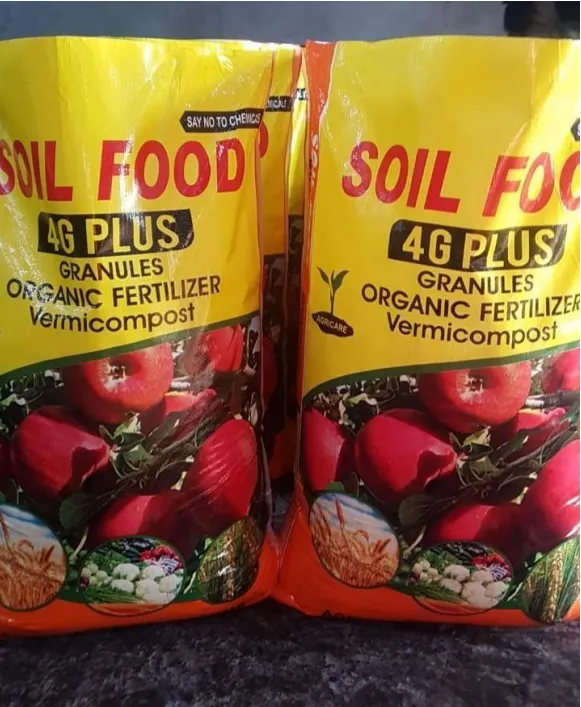 SAY NO TO CHEMICALS
SOIL FOOD
4G PLUS
GRANULES
ORGANIC FERTILIZER
Vermicompost
SOIL FOO
4G PLUS
GRANULES
ORGANIC FERTILIZER
Vermicompost
AGRICARE